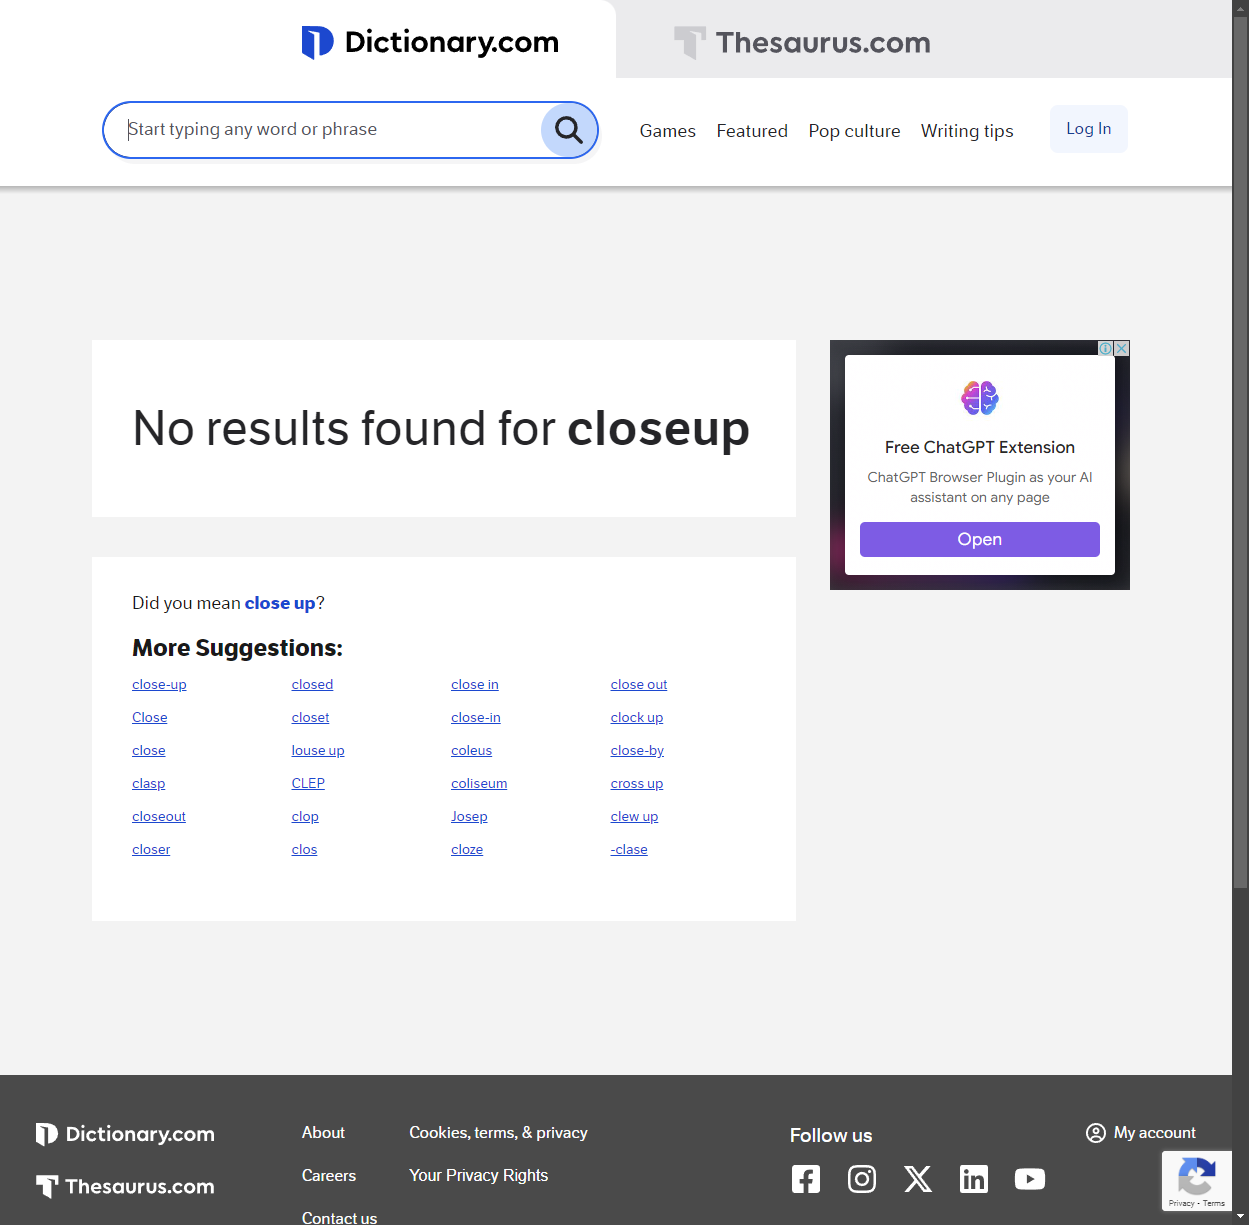 Dictionary.com
Thesaurus.com
Start typing any word or phrase
Games Featured Pop culture Writing tips Log In
No results found for closeup
Free ChatGPT Extension
ChatGPT Browser Plugin as your AI
assistant on any page
Open
Did you mean close up?
More Suggestions:
close-up closed close in close out
Close closet close-in clock up
close louse up coleus close-by
clasp CLEP coliseum cross up
closeout clop Josep clew up
closer clos cloze -clase
Dictionary.com
Thesaurus.com
About
Careers
Contact us
Cookies, terms, & privacy
Your Privacy Rights
Follow us
My account
Privacy - Terms